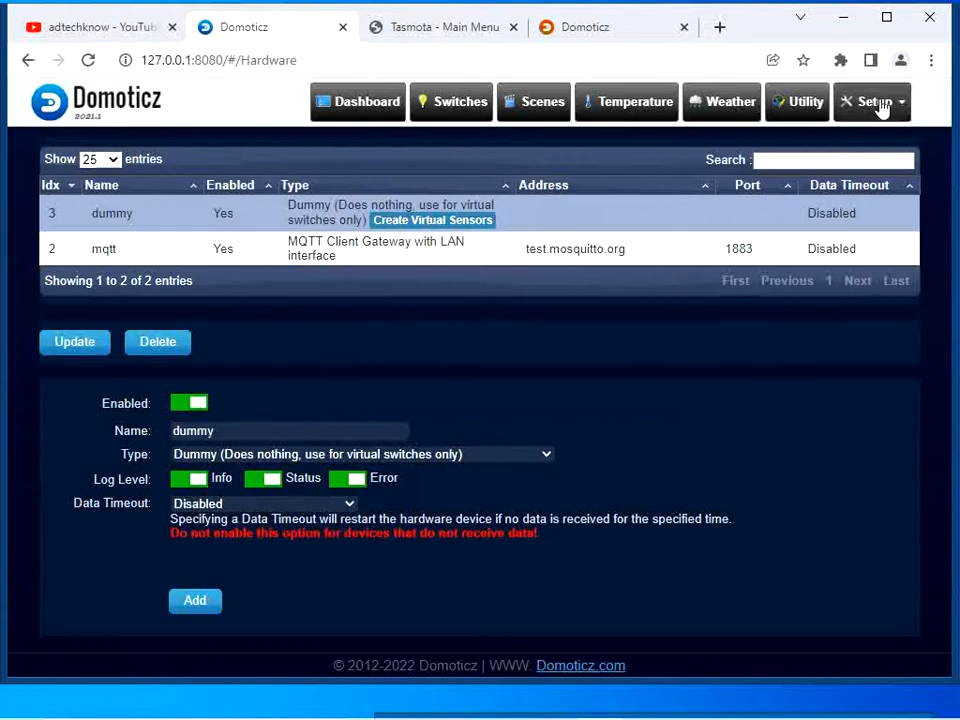 adtechknow - YouTub
Domoticz
Tasmota - Main Menu
Domoticz
127.0.0.1:8080/#/Hardware
Domoticz
2021.1
Dashboard
Switches
Scenes
Temperature
Weather
Utility
Setup
Show 25 entries
Search :
Idx Name Enabled Type Address Port Data Timeout
3 dummy Yes Dummy (Does nothing, use for virtual switches only) Create Virtual Sensors Disabled
2 mqtt Yes MQTT Client Gateway with LAN interface test.mosquitto.org 1883 Disabled
Showing 1 to 2 of 2 entries
First Previous 1 Next Last
Update
Delete
Enabled:
Name: dummy
Type: Dummy (Does nothing, use for virtual switches only)
Log Level: Info Status Error
Data Timeout: Disabled
Specifying a Data Timeout will restart the hardware device if no data is received for the specified time.
Do not enable this option for devices that do not receive data!
Add
© 2012-2022 Domoticz | WWW. Domoticz.com